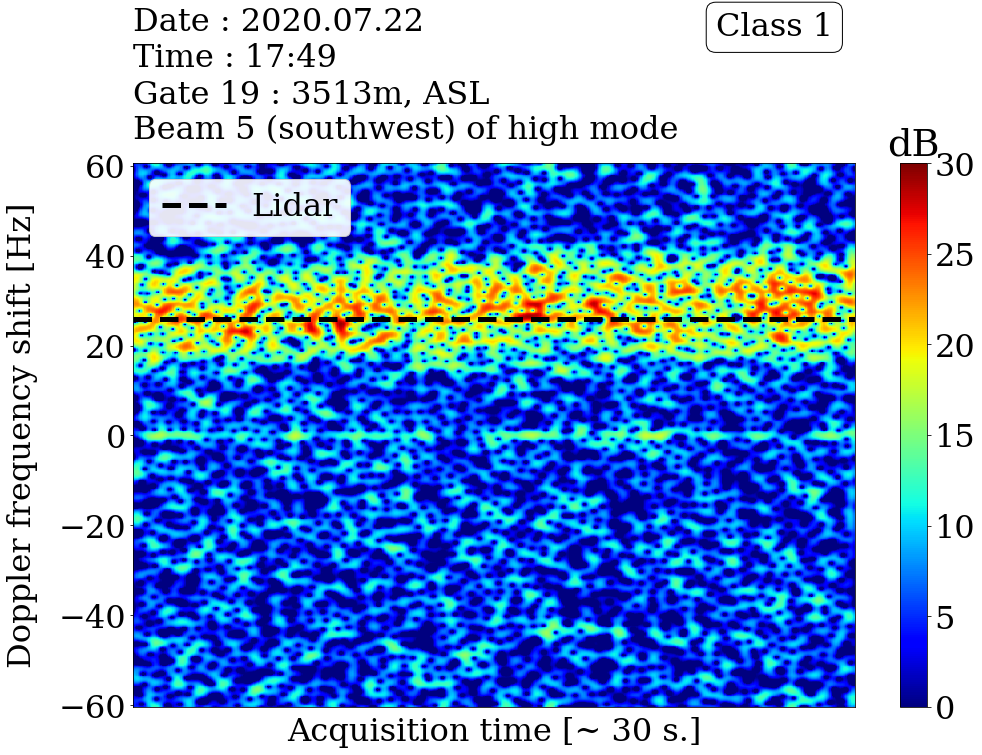 Date : 2020.07.22
Time : 17:49
Gate 19 : 3513m, ASL
Beam 5 (southwest) of high mode
Class 1
dB
Lidar
Doppler frequency shift [Hz]
60
40
20
0
−20
−40
−60
30
25
20
15
10
5
0
Acquisition time [~ 30 s.]